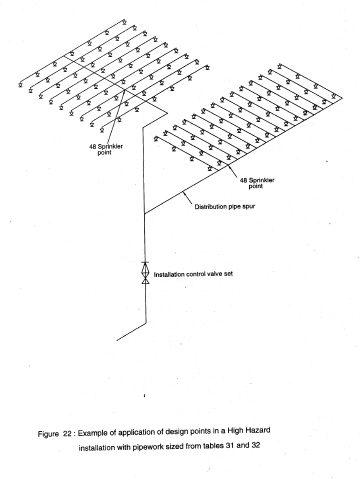 48 Sprinkler
point
48 Sprinkler
point
Distribution pipe spur
Installation control valve set
Figure 22 : Example of application of design points in a High Hazard
installation with pipework sized from tables 31 and 32